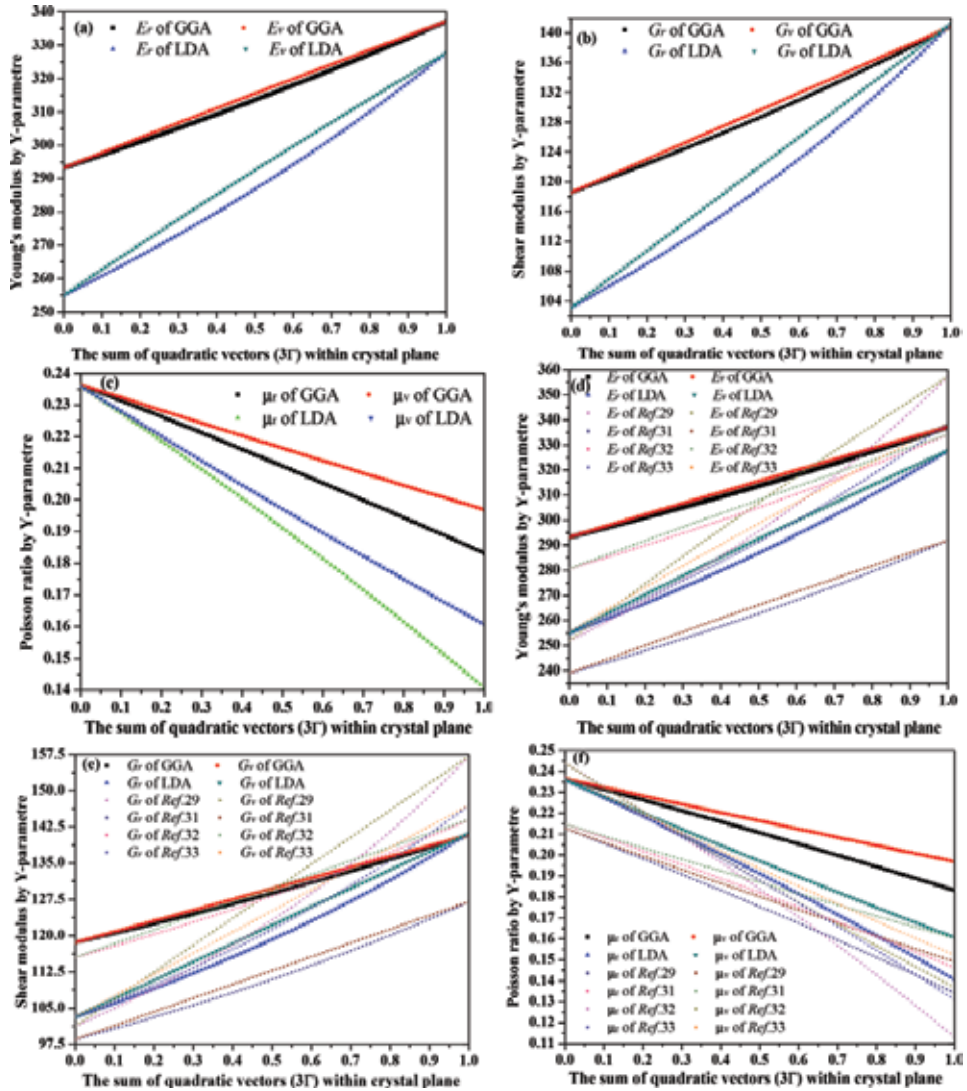 (a)
Er of GGA Ev of GGA
Er of LDA Ev of LDA
340
330
320
310
300
290
280
270
260
250
Young's modulus by Y-parametre
0.0 0.1 0.2 0.3 0.4 0.5 0.6 0.7 0.8 0.9 1.0
The sum of quadratic vectors (3Γ) within crystal plane
(b)
Gr of GGA Gv of GGA
Gr of LDA Gv of LDA
140
136
132
128
124
120
116
112
108
104
Shear modulus by Y-parametre
0.0 0.1 0.2 0.3 0.4 0.5 0.6 0.7 0.8 0.9 1.0
The sum of quadratic vectors (3Γ) within crystal plane
(c)
μr of GGA μv of GGA
μr of LDA μv of LDA
0.24
0.23
0.22
0.21
0.20
0.19
0.18
0.17
0.16
0.15
0.14
Poisson ratio by Y-parametre
0.0 0.1 0.2 0.3 0.4 0.5 0.6 0.7 0.8 0.9 1.0
The sum of quadratic vectors (3Γ) within crystal plane
(d)
Er of GGA Ev of GGA
Er of LDA Ev of LDA
Er of Ref.29 Ev of Ref.29
Er of Ref.31 Ev of Ref.31
Er of Ref.32 Ev of Ref.32
Er of Ref.33 Ev of Ref.33
360
350
340
330
320
310
300
290
280
270
260
250
240
Young's modulus by Y-parametre
0.0 0.1 0.2 0.3 0.4 0.5 0.6 0.7 0.8 0.9 1.0
The sum of quadratic vectors (3Γ) within crystal plane
(e)
Gr of GGA Gv of GGA
Gr of LDA Gv of LDA
Gr of Ref.29 Gv of Ref.29
Gr of Ref.31 Gv of Ref.31
Gr of Ref.32 Gv of Ref.32
Gr of Ref.33 Gv of Ref.33
157.5
150.0
142.5
135.0
127.5
120.0
112.5
105.0
97.5
Shear modulus by Y-parametre
0.0 0.1 0.2 0.3 0.4 0.5 0.6 0.7 0.8 0.9 1.0
The sum of quadratic vectors (3Γ) within crystal plane
(f)
μr of GGA μv of GGA
μr of LDA μv of LDA
μr of Ref.29 μv of Ref.29
μr of Ref.31 μv of Ref.31
μr of Ref.32 μv of Ref.32
μr of Ref.33 μv of Ref.33
0.25
0.24
0.23
0.22
0.21
0.20
0.19
0.18
0.16
0.15
0.14
0.13
0.12
0.11
Poisson ratio by Y-parametre
0.0 0.1 0.2 0.3 0.4 0.5 0.6 0.7 0.8 0.9 1.0
The sum of quadratic vectors (3Γ) within crystal plane